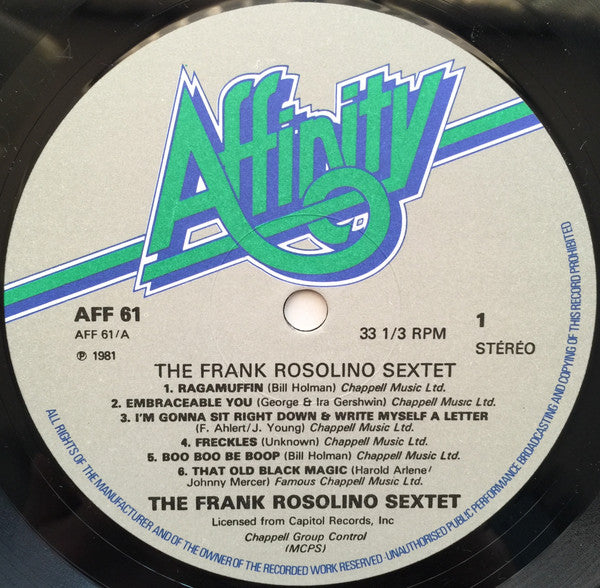 Affinity
AFF 61
AFF 61/A
℗ 1981
33 1/3 RPM
1
STÉRÉO
THE FRANK ROSOLINO SEXTET
1. RAGAMUFFIN (Bill Holman) Chappell Music Ltd.
2. EMBRACEABLE YOU (George & Ira Gershwin) Chappell Music Ltd.
3. I'M GONNA SIT RIGHT DOWN & WRITE MYSELF A LETTER
(F. Ahlert/J. Young) Chappell Music Ltd.
4. FRECKLES (Unknown) Chappell Music Ltd.
5. BOO BOO BE BOOP (Bill Holman) Chappell Music Ltd.
6. THAT OLD BLACK MAGIC (Harold Arlene/
Johnny Mercer) Famous Chappell Music Ltd.
THE FRANK ROSOLINO SEXTET
Licensed from Capitol Records, Inc
Chappell Group Control
(MCPS)
ALL RIGHTS OF THE MANUFACTURER AND OF THE OWNER OF THE RECORDED WORK RESERVED - UNAUTHORISED PUBLIC PERFORMANCE BROADCASTING AND COPYING OF THIS RECORD PROHIBITED